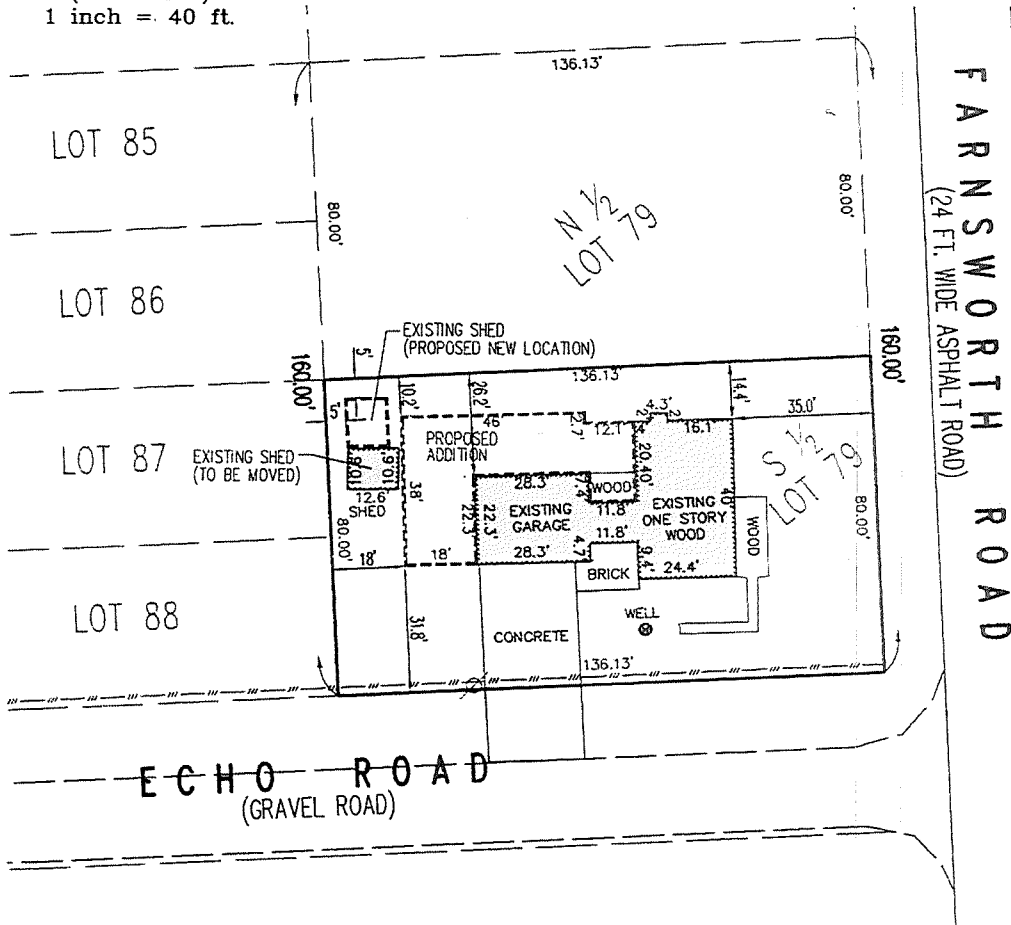 1 inch = 40 ft.
136.13'
LOT 85
80.00'
80.00'
N 1/2
LOT 79
LOT 86
EXISTING SHED
(PROPOSED NEW LOCATION)
FARNSWORTH ROAD
(24 FT. WIDE ASPHALT ROAD)
160.00'
160.00'
5'
136.13'
5'
10.2'
26.2'
14.4'
35.0'
46'
2.7'
12.1'
4.3'
2'
2'
16.1'
LOT 87
EXISTING SHED
(TO BE MOVED)
10.6
10.6
12.6'
SHED
PROPOSED
ADDITION
38'
28.3'
22.3'
22.3'
EXISTING
GARAGE
28.3'
7.4'
WOOD
11.8'
11.8'
4.7'
20.40'
EXISTING
ONE STORY
WOOD
40'
WOOD
S 1/2
LOT 79
80.00'
80.00'
18'
18'
BRICK
9.4'
24.4'
LOT 88
31.8'
CONCRETE
WELL
136.13'
ECHO ROAD
(GRAVEL ROAD)